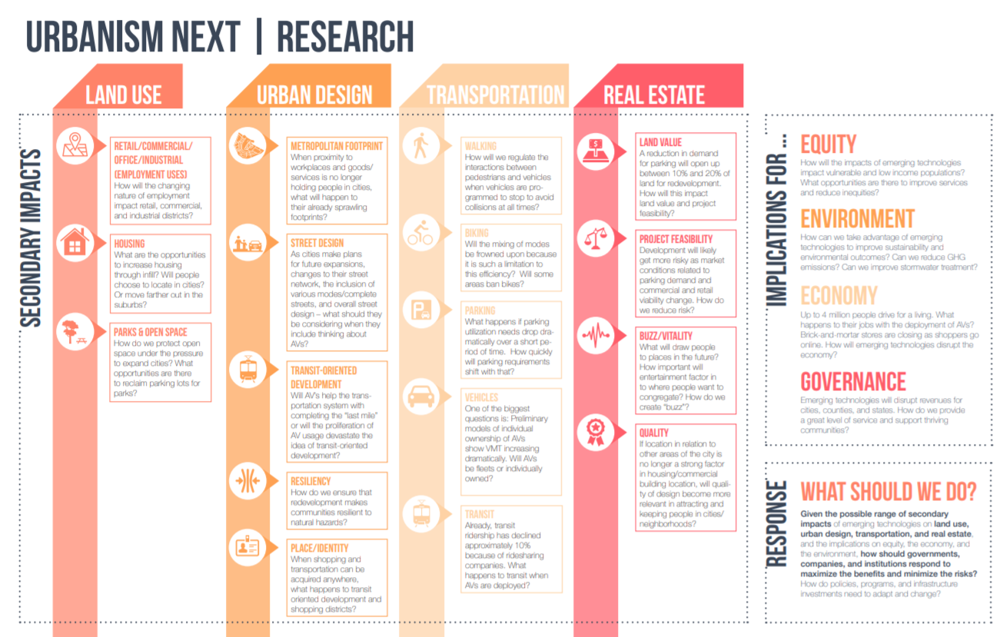 URBANISM NEXT | RESEARCH
LAND USE
URBAN DESIGN
TRANSPORTATION
REAL ESTATE
SECONDARY IMPACTS
RETAIL/COMMERCIAL/
OFFICE/INDUSTRIAL
(EMPLOYMENT USES)
How will the changing
nature of employment
impact retail, commercial,
and industrial districts?
HOUSING
What are the opportunities
to increase housing
through infill? Will people
choose to locate in cities?
Or move farther out in the
suburbs?
PARKS & OPEN SPACE
How do we protect open
space under the pressure
to expand cities? What
opportunities are there
to reclaim parking lots for
parks?
METROPOLITAN FOOTPRINT
When proximity to
workplaces and goods/
services is no longer
holding people in cities,
what will happen to
their already sprawling
footprints?
STREET DESIGN
As cities make plans
for future expansions,
changes to their street
network, the inclusion of
various modes/complete
streets, and overall street
design – what should they
be considering when they
include thinking about
AVs?
TRANSIT-ORIENTED
DEVELOPMENT
Will AV's help the trans-
portation system with
completing the "last mile"
or will the proliferation of
AV usage devastate the
idea of transit-oriented
development?
RESILIENCY
How do we ensure that
redevelopment makes
communities resilient to
natural hazards?
PLACE/IDENTITY
When shopping and
transportation can be
acquired anywhere,
what happens to transit
oriented development and
shopping districts?
WALKING
How will we regulate the
interactions between
pedestrians and vehicles
when vehicles are pro-
grammed to stop to avoid
collisions at all times?
BIKING
Will the mixing of modes
be frowned upon because
it is such a limitation to
this efficiency? Will some
areas ban bikes?
PARKING
What happens if parking
utilization needs drop dra-
matically over a short pe-
riod of time. How quickly
will parking requirements
shift with that?
VEHICLES
One of the biggest
questions is: Preliminary
models of individual
ownership of AVs
show VMT increasing
dramatically. Will AVs
be fleets or individually
owned?
TRANSIT
Already, transit
ridership has declined
approximately 10%
because of ridesharing
companies. What
happens to transit when
AVs are deployed?
$
LAND VALUE
A reduction in demand
for parking will open up
between 10% and 20% of
land for redevelopment.
How will this impact
land value and project
feasibility?
PROJECT FEASIBILITY
Development will likely
get more risky as market
conditions related to
parking demand and
commercial and retail
viability change. How do
we reduce risk?
BUZZ/VITALITY
What will draw people
to places in the future?
How important will
entertainment factor in
to where people want to
congregate? How do we
create "buzz"?
QUALITY
If location in relation to
other areas of the city is
no longer a strong factor
in housing/commercial
building location, will quali-
ty of design become more
relevant in attracting and
keeping people in cities/
neighborhoods?
IMPLICATIONS FOR ...
EQUITY
How will the impacts of emerging technologies
impact vulnerable and low income populations?
What opportunities are there to improve services
and reduce inequities?
ENVIRONMENT
How can we take advantage of emerging
technologies to improve sustainability and
environmental outcomes? Can we reduce GHG
emissions? Can we improve stormwater treatment?
ECONOMY
Up to 4 million people drive for a living. What
happens to their jobs with the deployment of AVs?
Brick-and-mortar stores are closing as shoppers go
online. How will emerging technologies disrupt the
economy?
GOVERNANCE
Emerging technologies will disrupt revenues for
cities, counties, and states. How do we provide
a great level of service and support thriving
communities?
RESPONSE
WHAT SHOULD WE DO?
Given the possible range of secondary
impacts of emerging technologies on land use,
urban design, transportation, and real estate,
and the implications on equity, the economy, and
the environment, how should governments,
companies, and institutions respond to
maximize the benefits and minimize the risks?
How do policies, programs, and infrastructure
investments need to adapt and change?